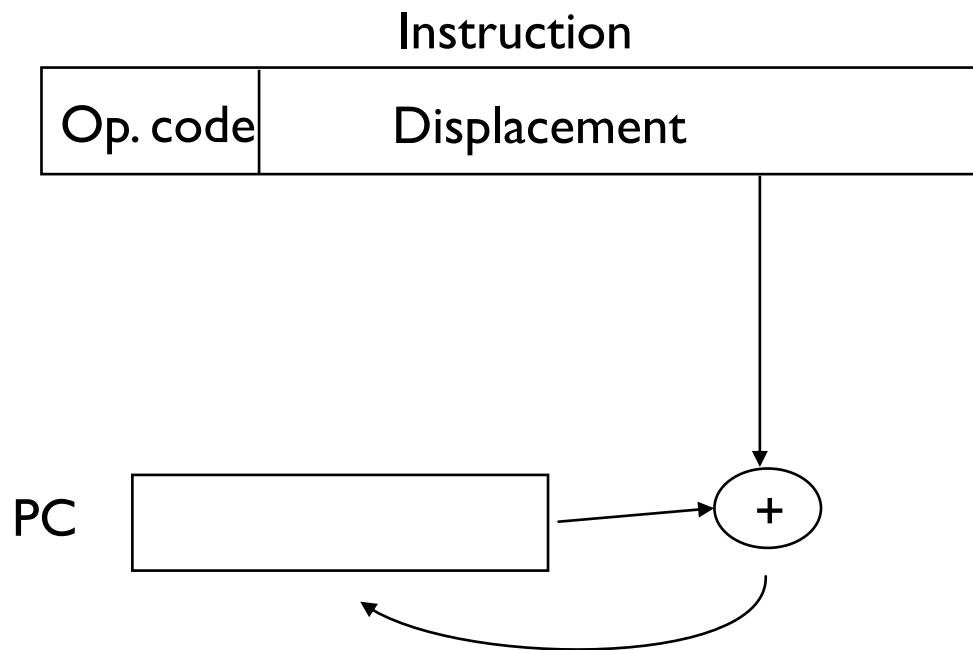 Instruction
Op. code Displacement
PC
+